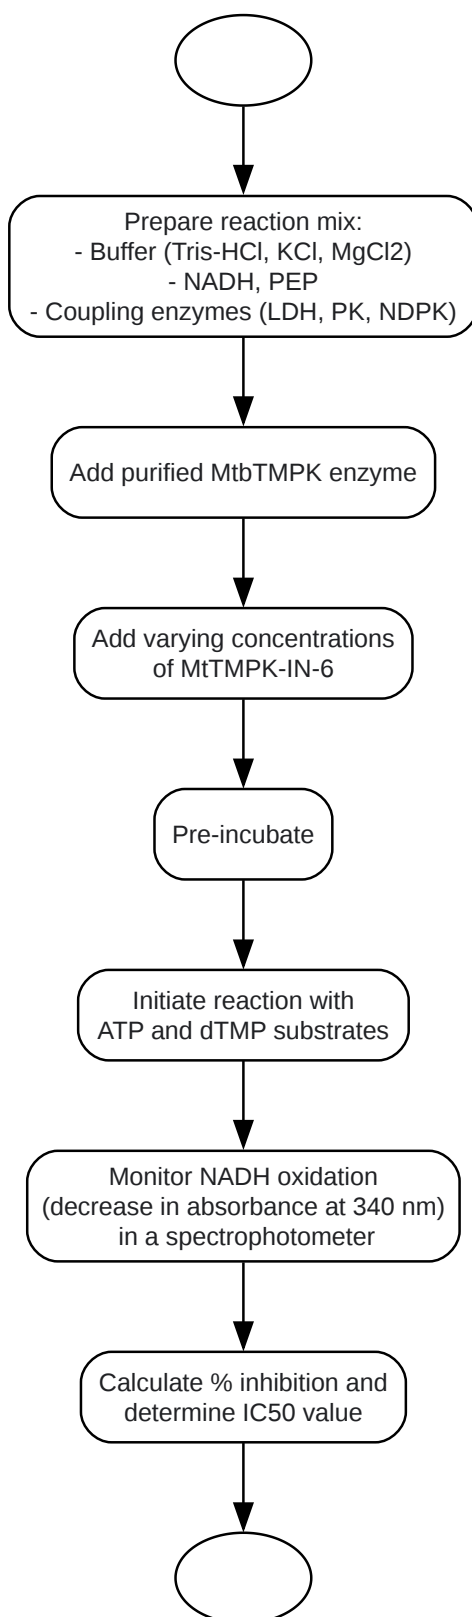 Prepare reaction mix:
- Buffer (Tris-HCl, KCl, MgCl2)
- NADH, PEP
- Coupling enzymes (LDH, PK, NDPK)
Add purified MtbTMPK enzyme
Add varying concentrations
of MtTMPK-IN-6
Pre-incubate
Initiate reaction with
ATP and dTMP substrates
Monitor NADH oxidation
(decrease in absorbance at 340 nm)
in a spectrophotometer
Calculate % inhibition and
determine IC50 value